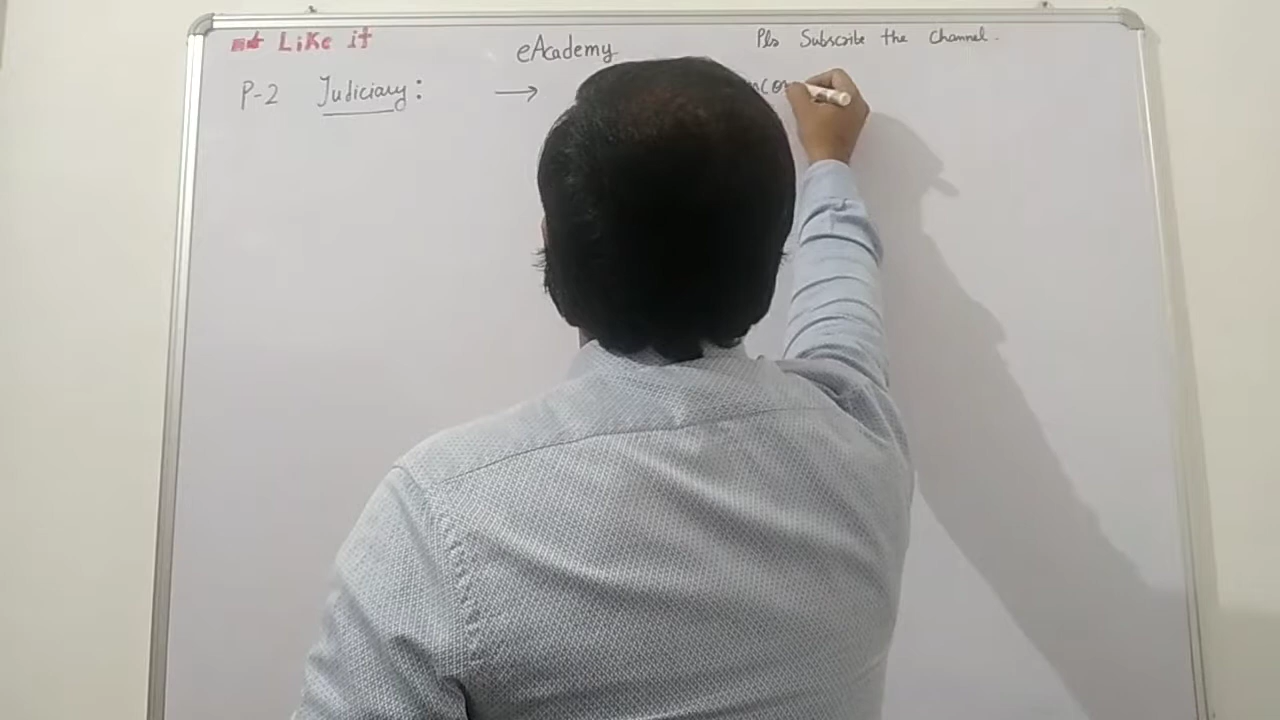 Like it
eAcademy
Pls Subscribe the Channel.
P-2 Judiciary: →